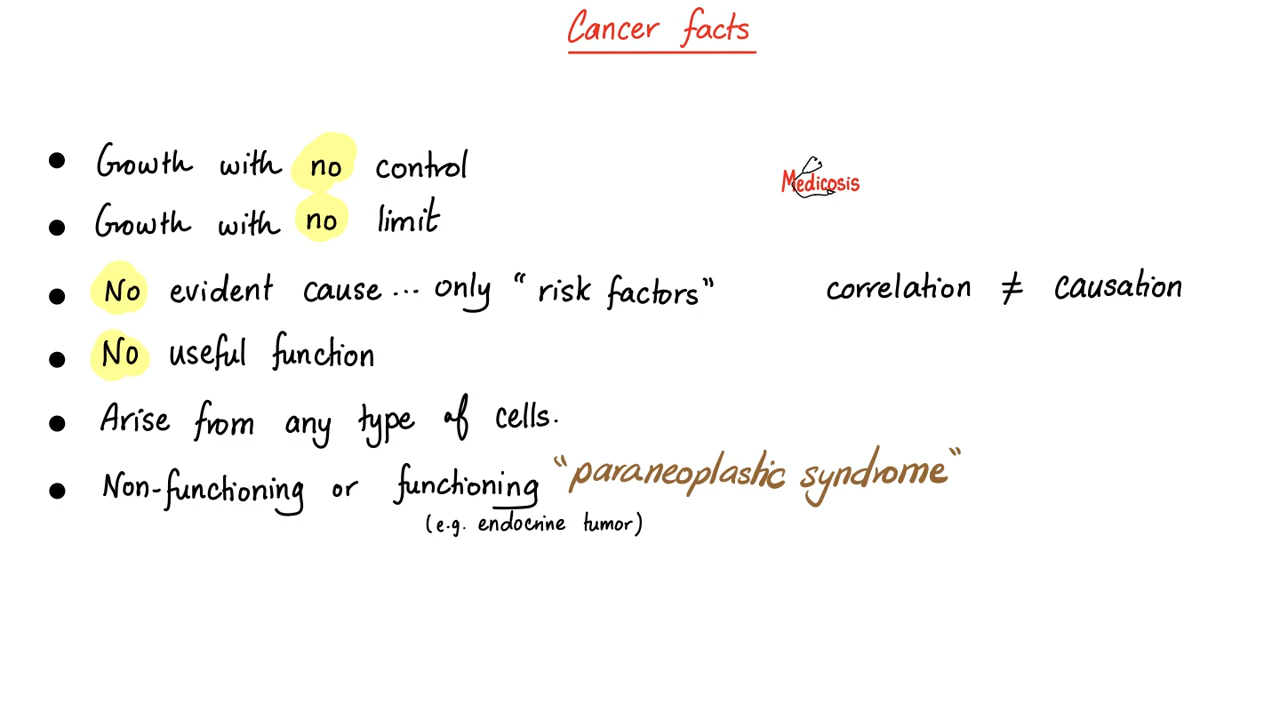 Cancer facts
• Growth with no control
Medicosis
• Growth with no limit
• No evident cause... only "risk factors" correlation ≠ causation
• No useful function
• Arise from any type of cells.
• Non-functioning or functioning "paraneoplastic syndrome"
(e.g. endocrine tumor)